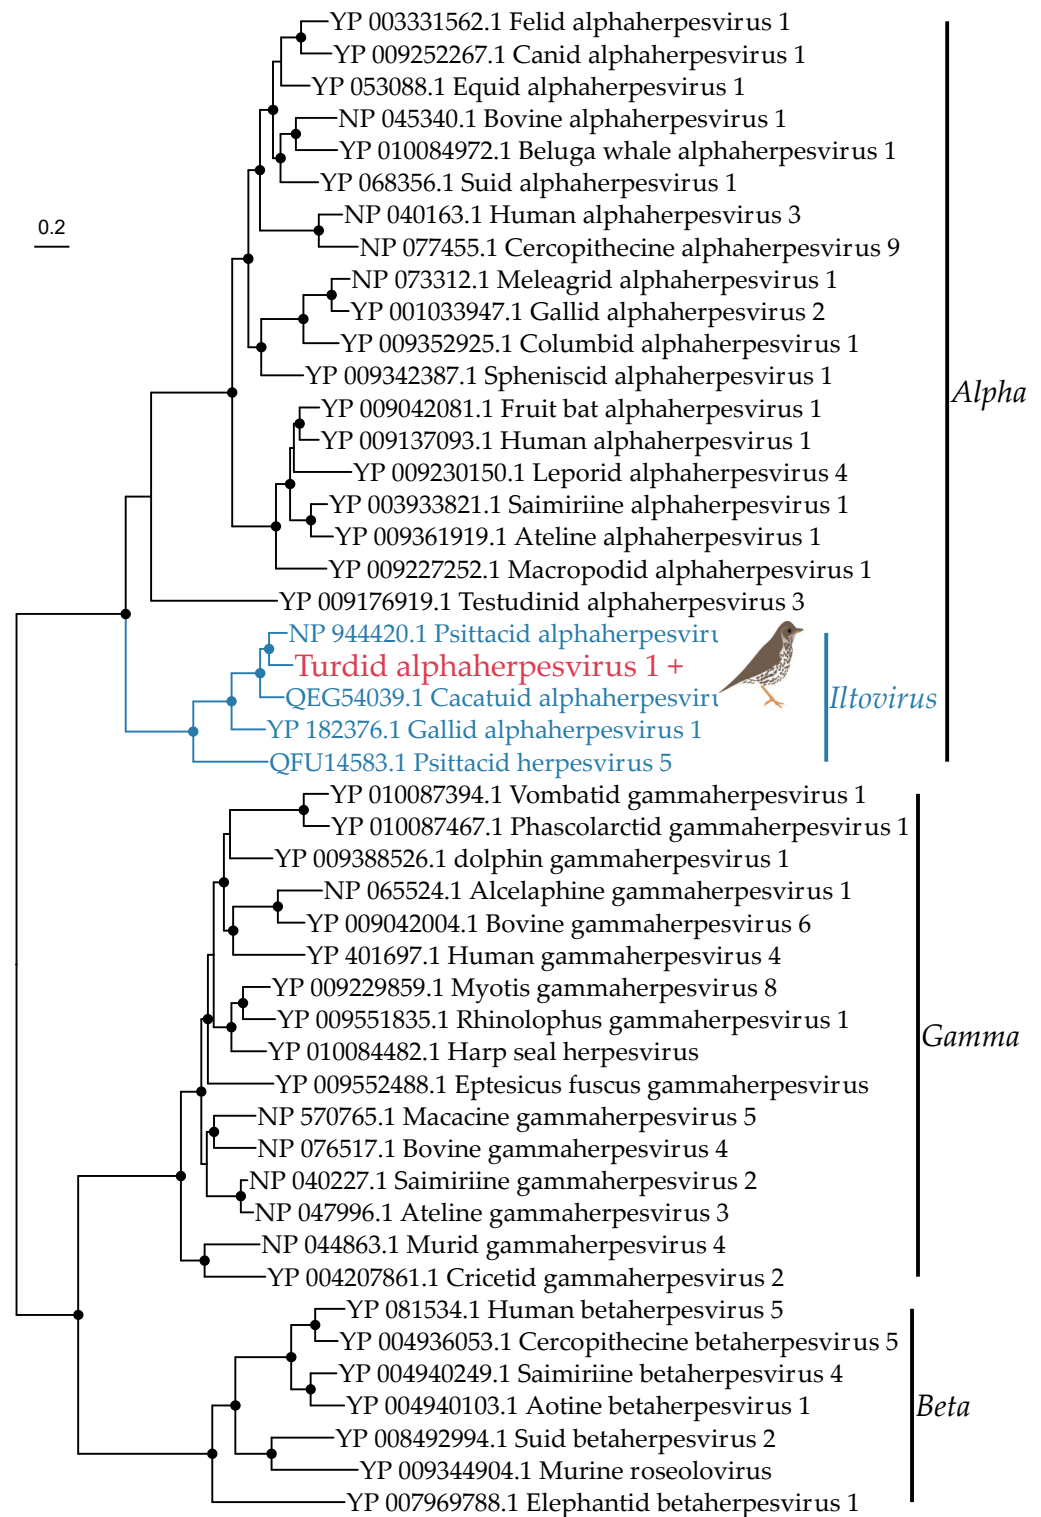 YP 003331562.1 Felid alphaherpesvirus 1
YP 009252267.1 Canid alphaherpesvirus 1
YP 053088.1 Equid alphaherpesvirus 1
NP 045340.1 Bovine alphaherpesvirus 1
YP 010084972.1 Beluga whale alphaherpesvirus 1
YP 068356.1 Suid alphaherpesvirus 1
NP 040163.1 Human alphaherpesvirus 3
0.2
NP 077455.1 Cercopithecine alphaherpesvirus 9
NP 073312.1 Meleagrid alphaherpesvirus 1
YP 001033947.1 Gallid alphaherpesvirus 2
YP 009352925.1 Columbid alphaherpesvirus 1
YP 009342387.1 Spheniscid alphaherpesvirus 1
Alpha
YP 009042081.1 Fruit bat alphaherpesvirus 1
YP 009137093.1 Human alphaherpesvirus 1
YP 009230150.1 Leporid alphaherpesvirus 4
YP 003933821.1 Saimiriine alphaherpesvirus 1
YP 009361919.1 Ateline alphaherpesvirus 1
YP 009227252.1 Macropodid alphaherpesvirus 1
YP 009176919.1 Testudinid alphaherpesvirus 3
NP 944420.1 Psittacid alphaherpesviru
Turdid alphaherpesvirus 1 +
QEG54039.1 Cacatuid alphaherpesviru
Iltovirus
YP 182376.1 Gallid alphaherpesvirus 1
QFU14583.1 Psittacid herpesvirus 5
YP 010087394.1 Vombatid gammaherpesvirus 1
YP 010087467.1 Phascolarctid gammaherpesvirus 1
YP 009388526.1 dolphin gammaherpesvirus 1
NP 065524.1 Alcelaphine gammaherpesvirus 1
YP 009042004.1 Bovine gammaherpesvirus 6
YP 401697.1 Human gammaherpesvirus 4
YP 009229859.1 Myotis gammaherpesvirus 8
YP 009551835.1 Rhinolophus gammaherpesvirus 1
Gamma
YP 010084482.1 Harp seal herpesvirus
YP 009552488.1 Eptesicus fuscus gammaherpesvirus
NP 570765.1 Macacine gammaherpesvirus 5
NP 076517.1 Bovine gammaherpesvirus 4
NP 040227.1 Saimiriine gammaherpesvirus 2
NP 047996.1 Ateline gammaherpesvirus 3
NP 044863.1 Murid gammaherpesvirus 4
YP 004207861.1 Cricetid gammaherpesvirus 2
YP 081534.1 Human betaherpesvirus 5
YP 004936053.1 Cercopithecine betaherpesvirus 5
YP 004940249.1 Saimiriine betaherpesvirus 4
YP 004940103.1 Aotine betaherpesvirus 1
Beta
YP 008492994.1 Suid betaherpesvirus 2
YP 009344904.1 Murine roseolovirus
YP 007969788.1 Elephantid betaherpesvirus 1